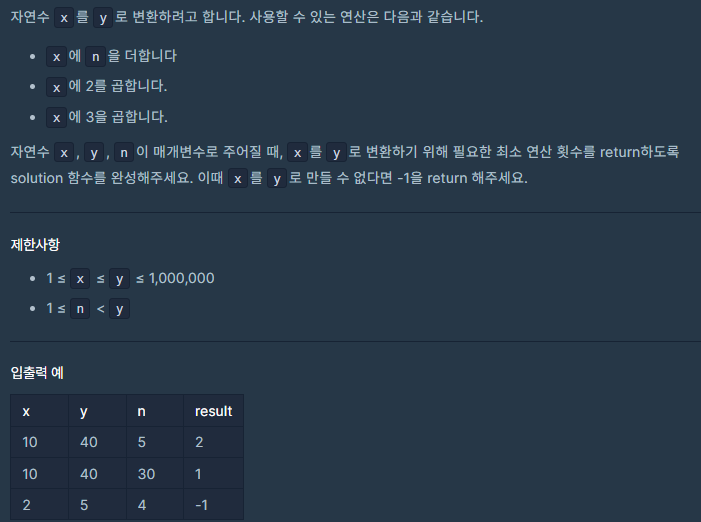 자연수 x 를 y 로 변환하려고 합니다. 사용할 수 있는 연산은 다음과 같습니다.
• x 에 n 을 더합니다
• x 에 2를 곱합니다.
• x 에 3을 곱합니다.
자연수 x , y , n 이 매개변수로 주어질 때, x 를 y 로 변환하기 위해 필요한 최소 연산 횟수를 return하도록
solution 함수를 완성해주세요. 이때 x 를 y 로 만들 수 없다면 -1을 return 해주세요.
제한사항
• 1 ≤ x ≤ y ≤ 1,000,000
• 1 ≤ n < y
입출력 예
x y n result
10 40 5 2
10 40 30 1
2 5 4 -1